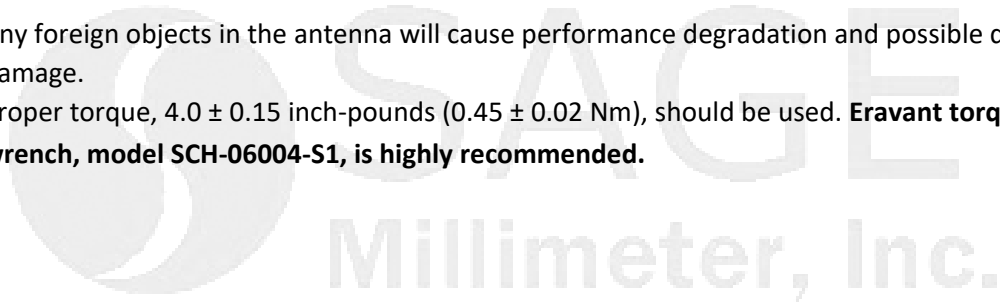 ny foreign objects in the antenna will cause performance degradation and possible
amage.
roper torque, 4.0 ± 0.15 inch-pounds (0.45 ± 0.02 Nm), should be used. Eravant torq
rench, model SCH-06004-S1, is highly recommended.
SAGE
Millimeter, Inc.